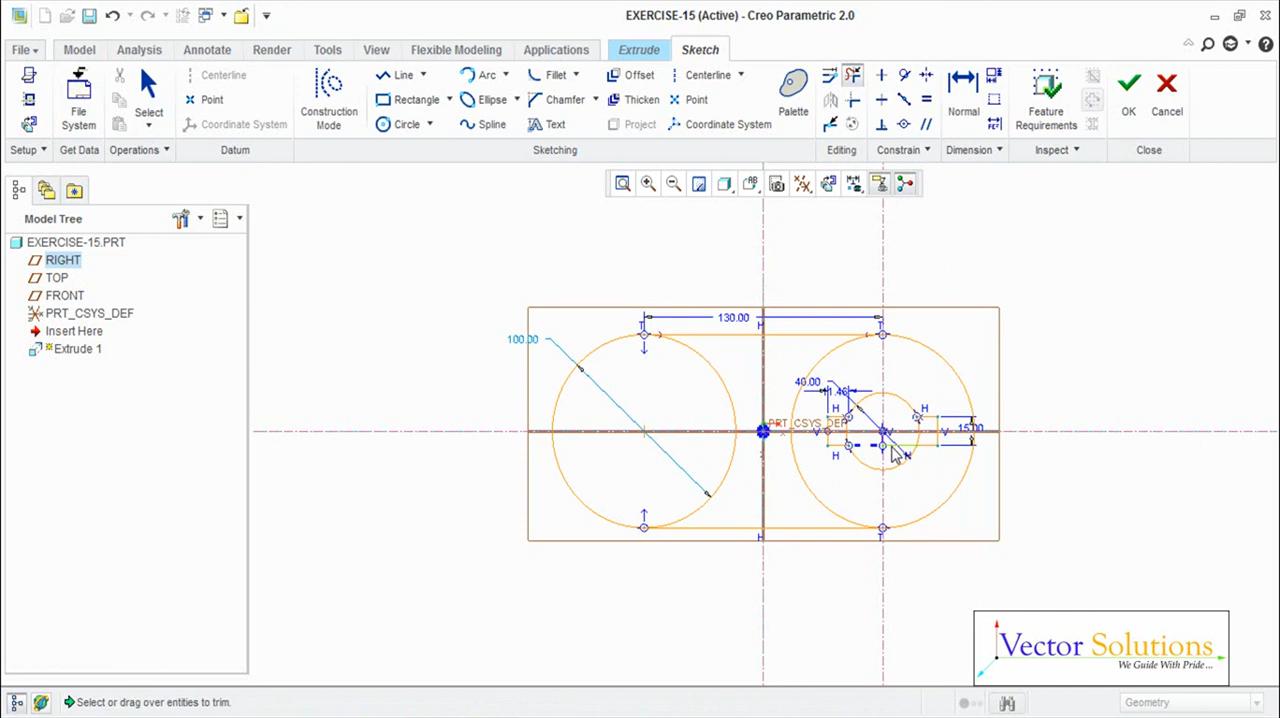 EXERCISE-15 (Active) - Creo Parametric 2.0
File Model Analysis Annotate Render Tools View Flexible Modeling Applications Extrude Sketch
Centerline Line Arc Fillet Offset Centerline
Point Rectangle Ellipse Chamfer Thicken Point
Coordinate System Circle Spline Text Project Coordinate System
File System Select Construction Mode Palette Normal Feature Requirements OK Cancel
Setup Get Data Operations Datum Sketching Editing Constrain Dimension Inspect Close
Model Tree
EXERCISE-15.PRT
RIGHT
TOP
FRONT
PRT_CSYS_DEF
Insert Here
Extrude 1
130.00
T T
H
100.00
40.00
H H
PRT_CSYS_DEF
V V
15.00
H
H
T
Vector Solutions
We Guide With Pride...
Select or drag over entities to trim.
Geometry